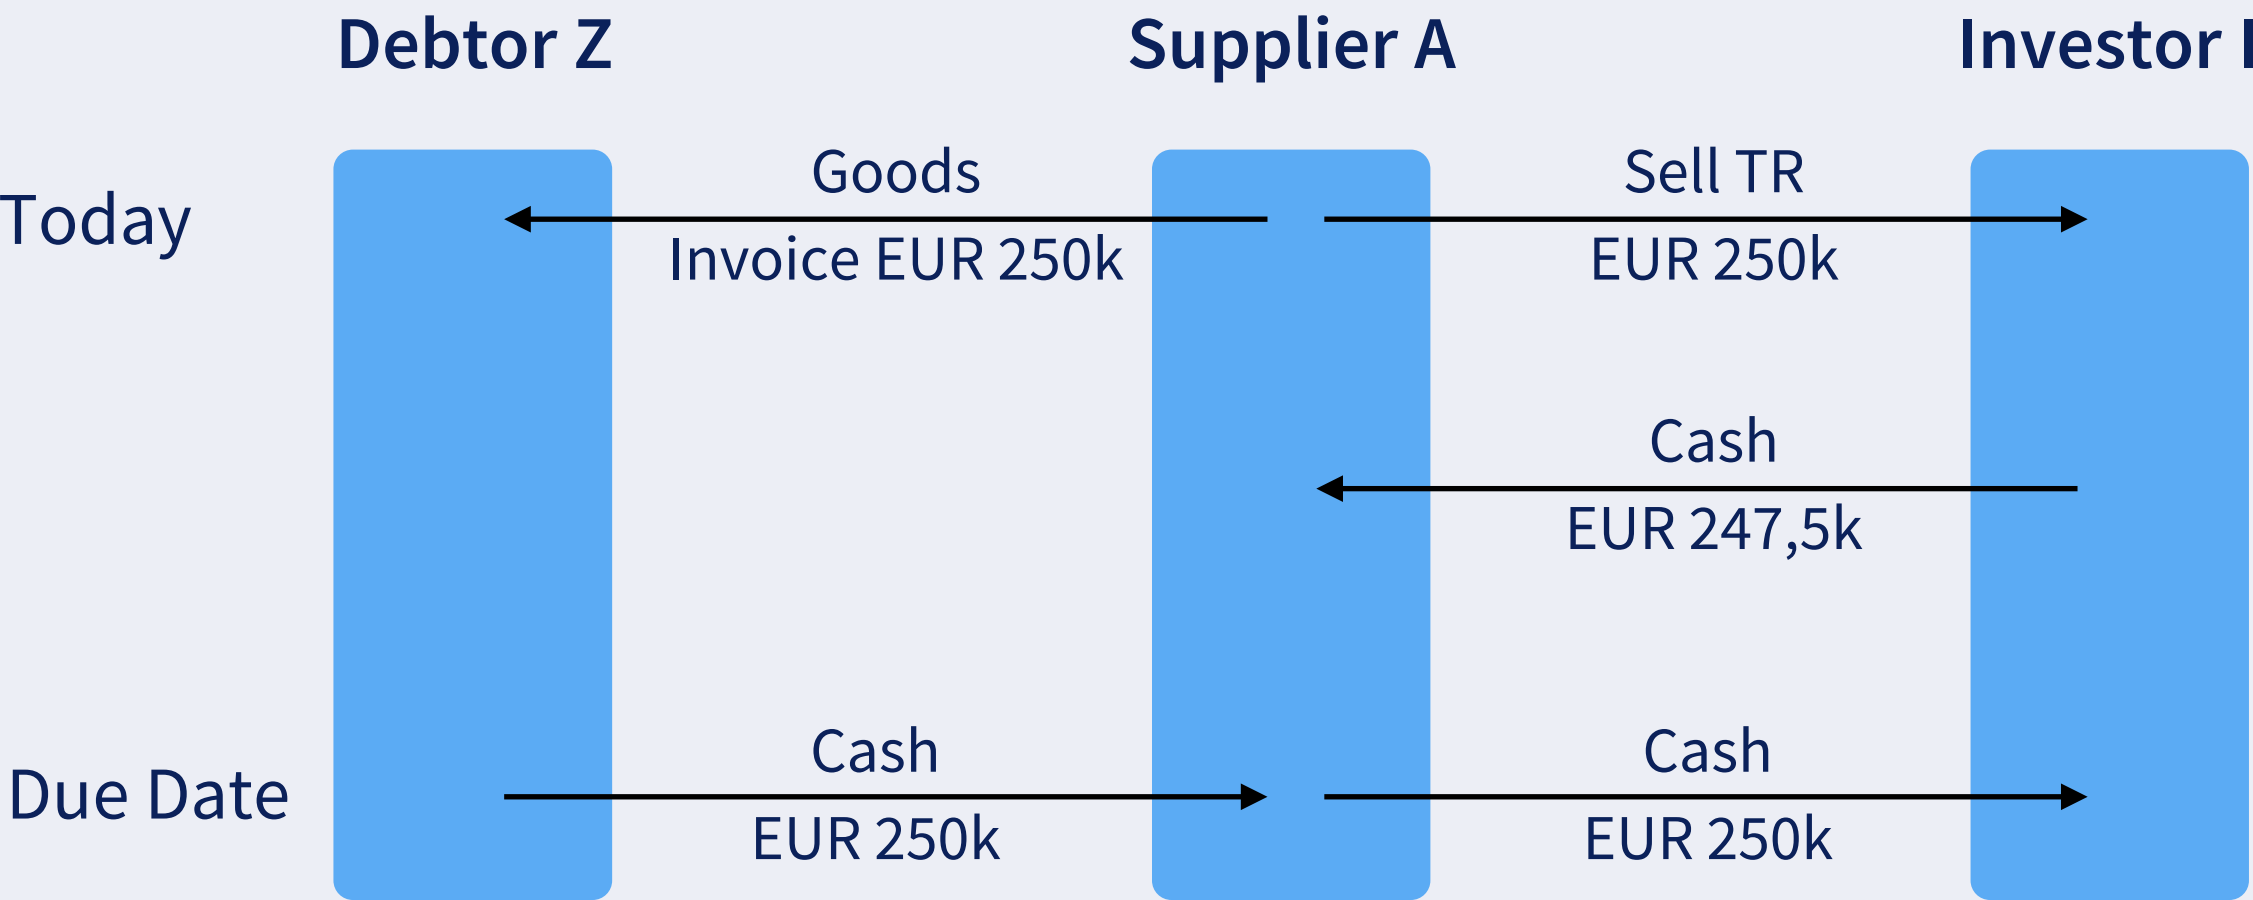 Debtor Z
Supplier A
Investor
Goods
Sell TR
Today
Invoice EUR 250k
EUR 250k
Cash
EUR 247,5k
Cash
Cash
Due Date
EUR 250k
EUR 250k